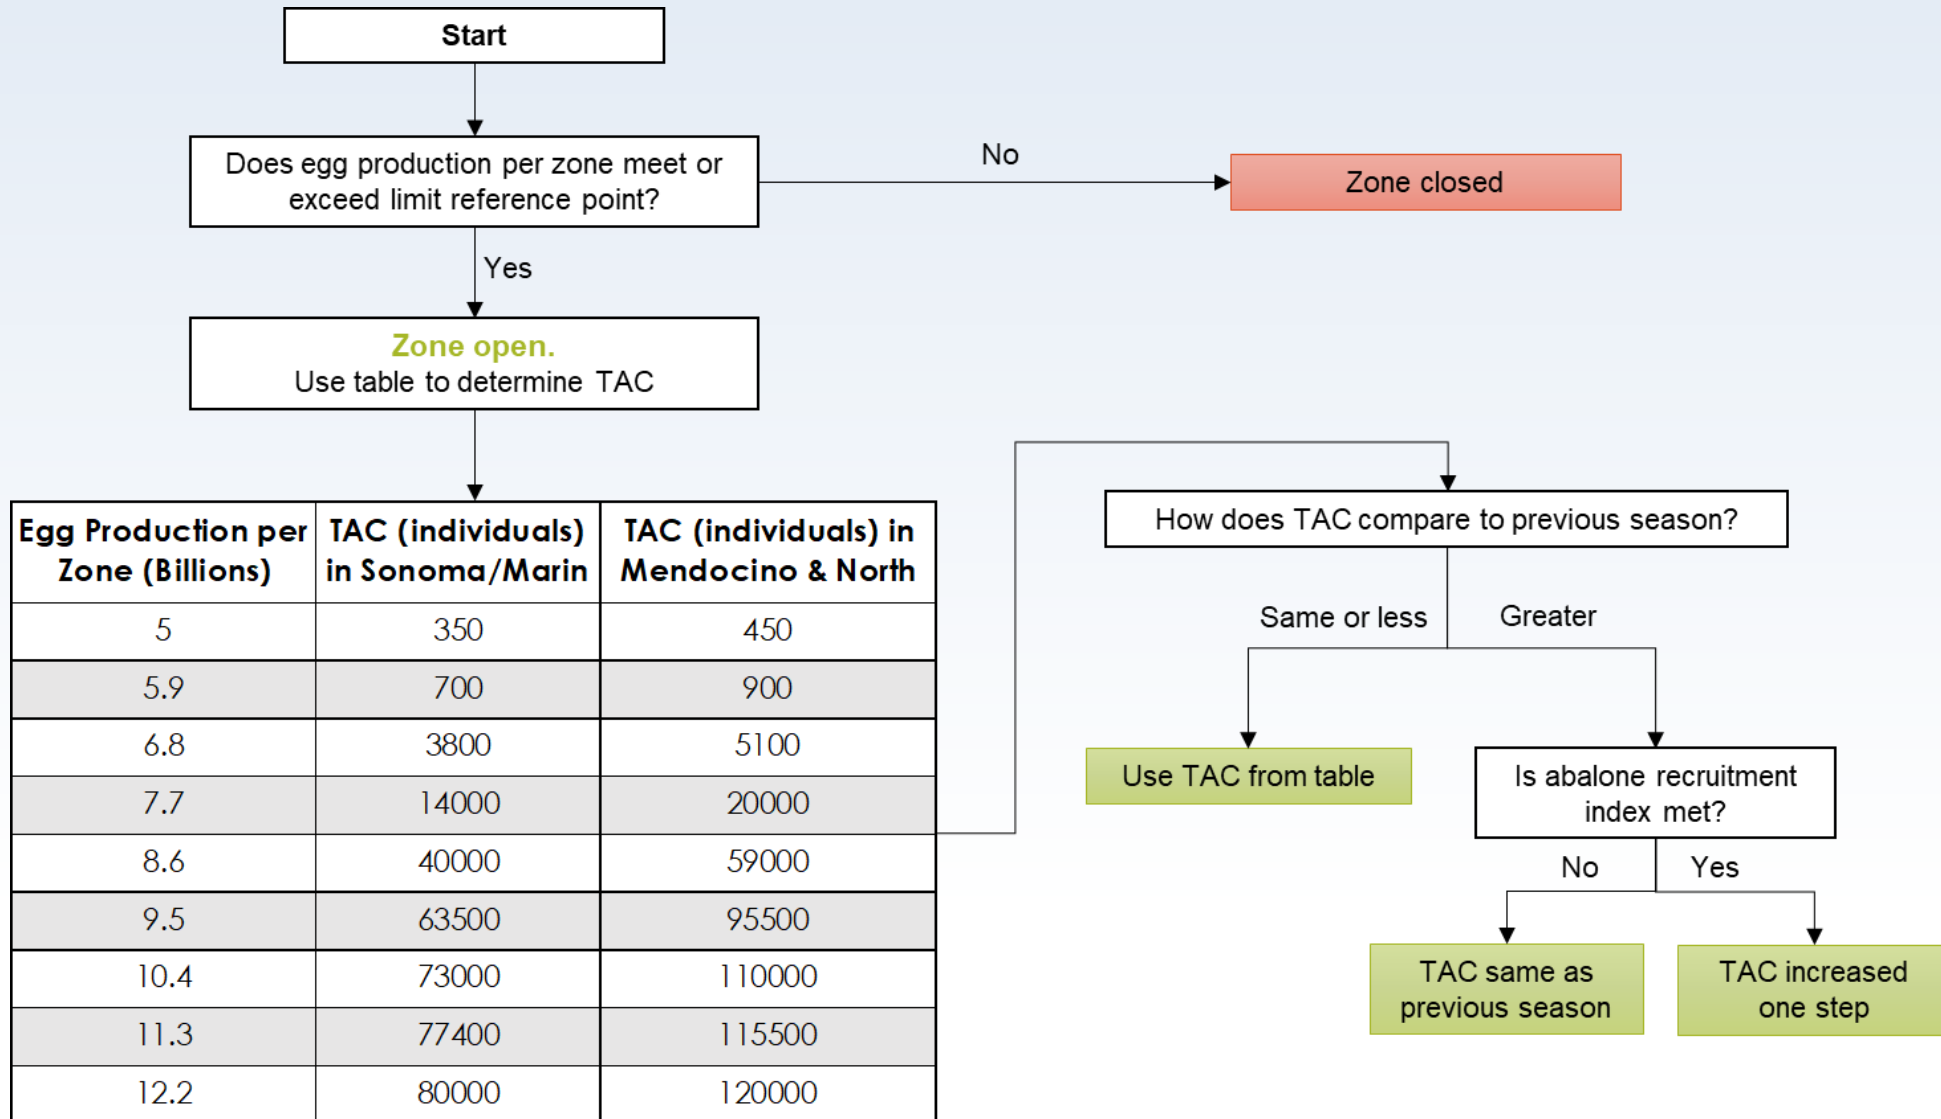 Start
Does egg production per zone meet or
exceed limit reference point?
No
Zone closed
Yes
Zone open.
Use table to determine TAC
Egg Production per
Zone (Billions)
TAC (individuals)
in Sonoma/Marin
TAC (individuals) in
Mendocino & North
5 350 450
5.9 700 900
6.8 3800 5100
7.7 14000 20000
8.6 40000 59000
9.5 63500 95500
10.4 73000 110000
11.3 77400 115500
12.2 80000 120000
How does TAC compare to previous season?
Same or less
Greater
Use TAC from table
Is abalone recruitment
index met?
No
Yes
TAC same as
previous season
TAC increased
one step